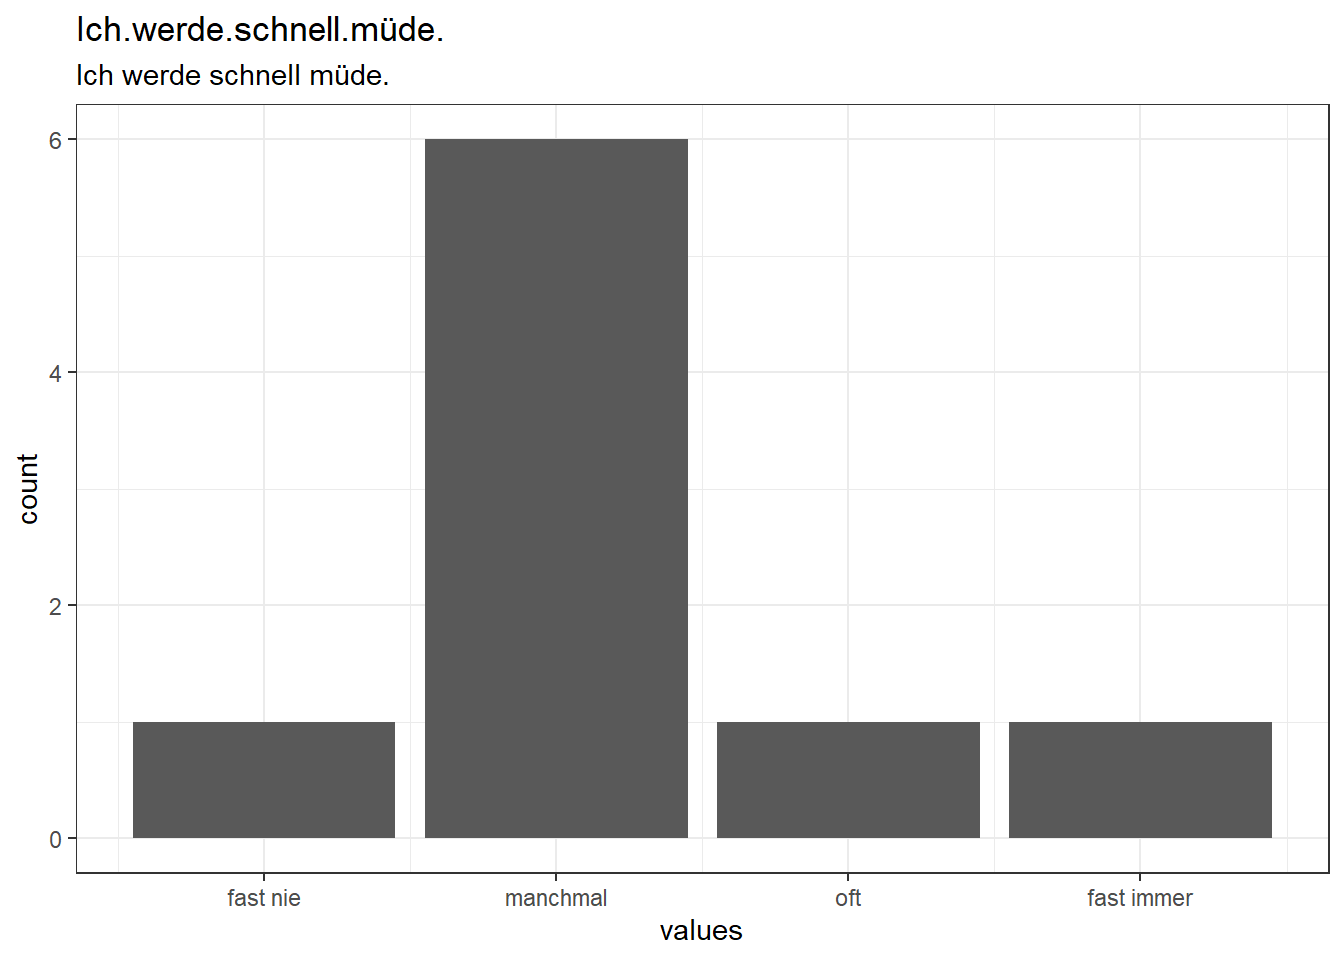 Ich.werde.schnell.müde.
Ich werde schnell müde.
6
4
2
0
count
fast nie
manchmal
oft
fast immer
values